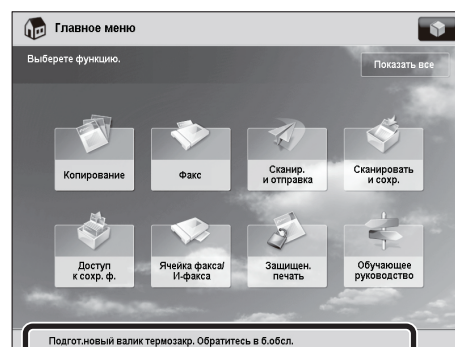 Главное меню
Выберете функцию.
Показать все
Копирование
Факс
Сканир.
и отправка
Сканировать
и сохр.
Доступ
к сохр. ф.
Ячейка факса/
И-факса
Защищен.
печать
Обучающее
руководство
Подгот.новый валик термозакр. Обратитесь в б.обсл.